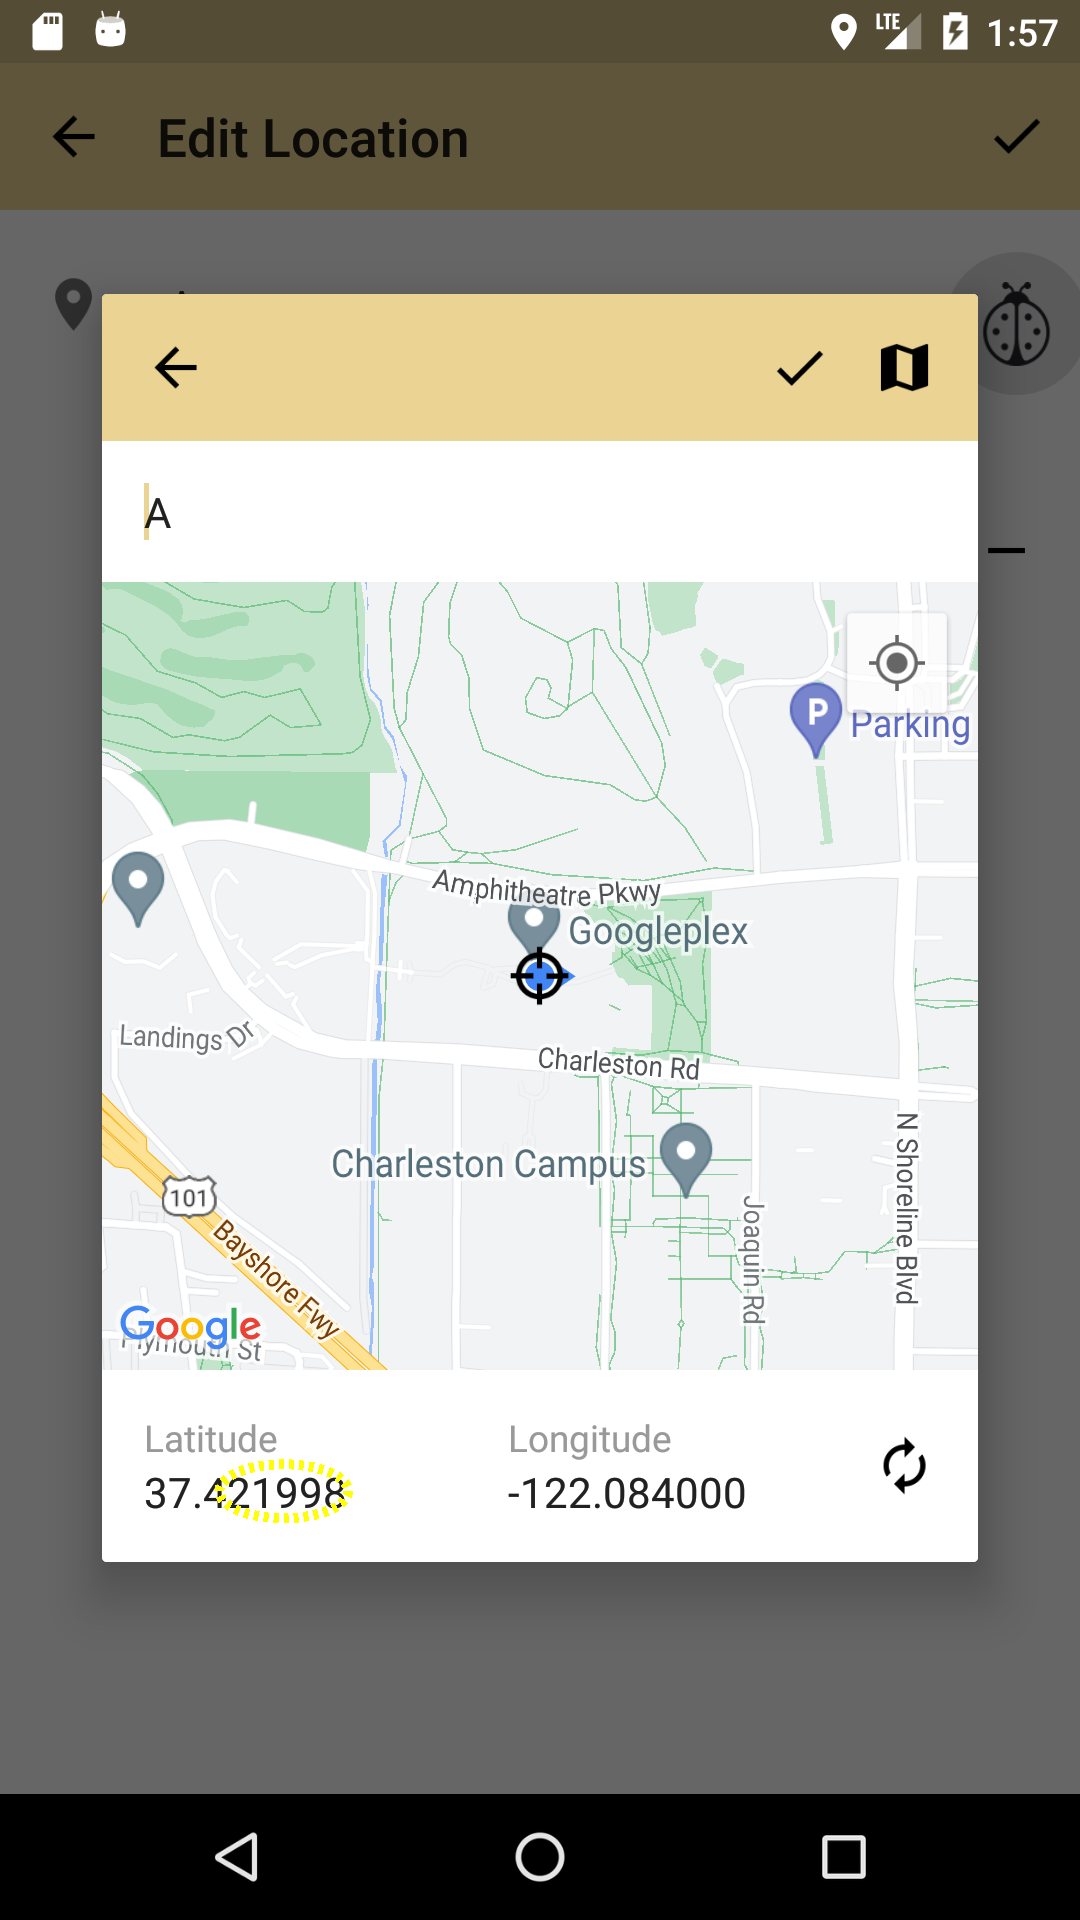 LTE 1:57
Edit Location
A
Parking
Amphitheatre Pkwy
Googleplex
Landings Dr
Charleston Rd
Charleston Campus
N Shoreline Blvd
101
Joaquin Rd
Bayshore Fwy
Google
Plymouth St
Latitude Longitude
37.421998 -122.084000